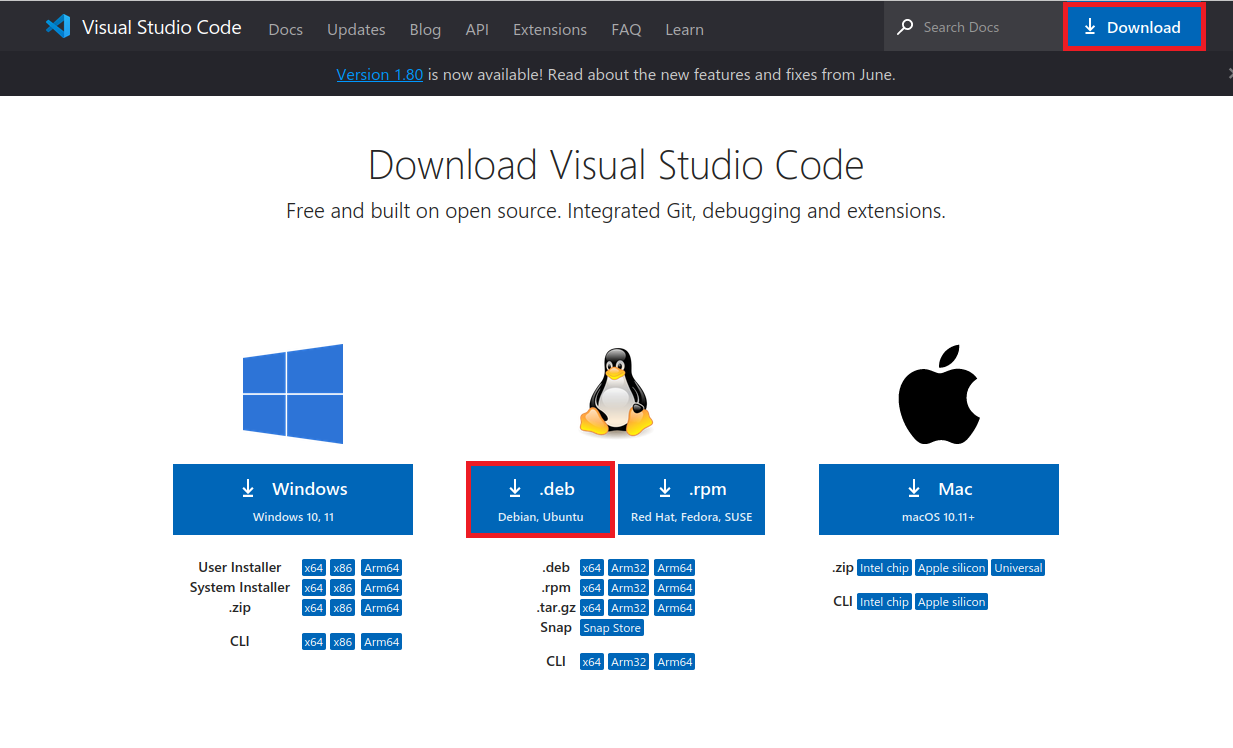 Visual Studio Code Docs Updates Blog API Extensions FAQ Learn Search Docs Download
Version 1.80 is now available! Read about the new features and fixes from June.
Download Visual Studio Code
Free and built on open source. Integrated Git, debugging and extensions.
Windows
Windows 10, 11
User Installer x64 x86 Arm64
System Installer x64 x86 Arm64
.zip x64 x86 Arm64
CLI x64 x86 Arm64
.deb
Debian, Ubuntu
.rpm
Red Hat, Fedora, SUSE
.deb x64 Arm32 Arm64
.rpm x64 Arm32 Arm64
.tar.gz x64 Arm32 Arm64
Snap Snap Store
CLI x64 Arm32 Arm64
Mac
macOS 10.11+
.zip Intel chip Apple silicon Universal
CLI Intel chip Apple silicon